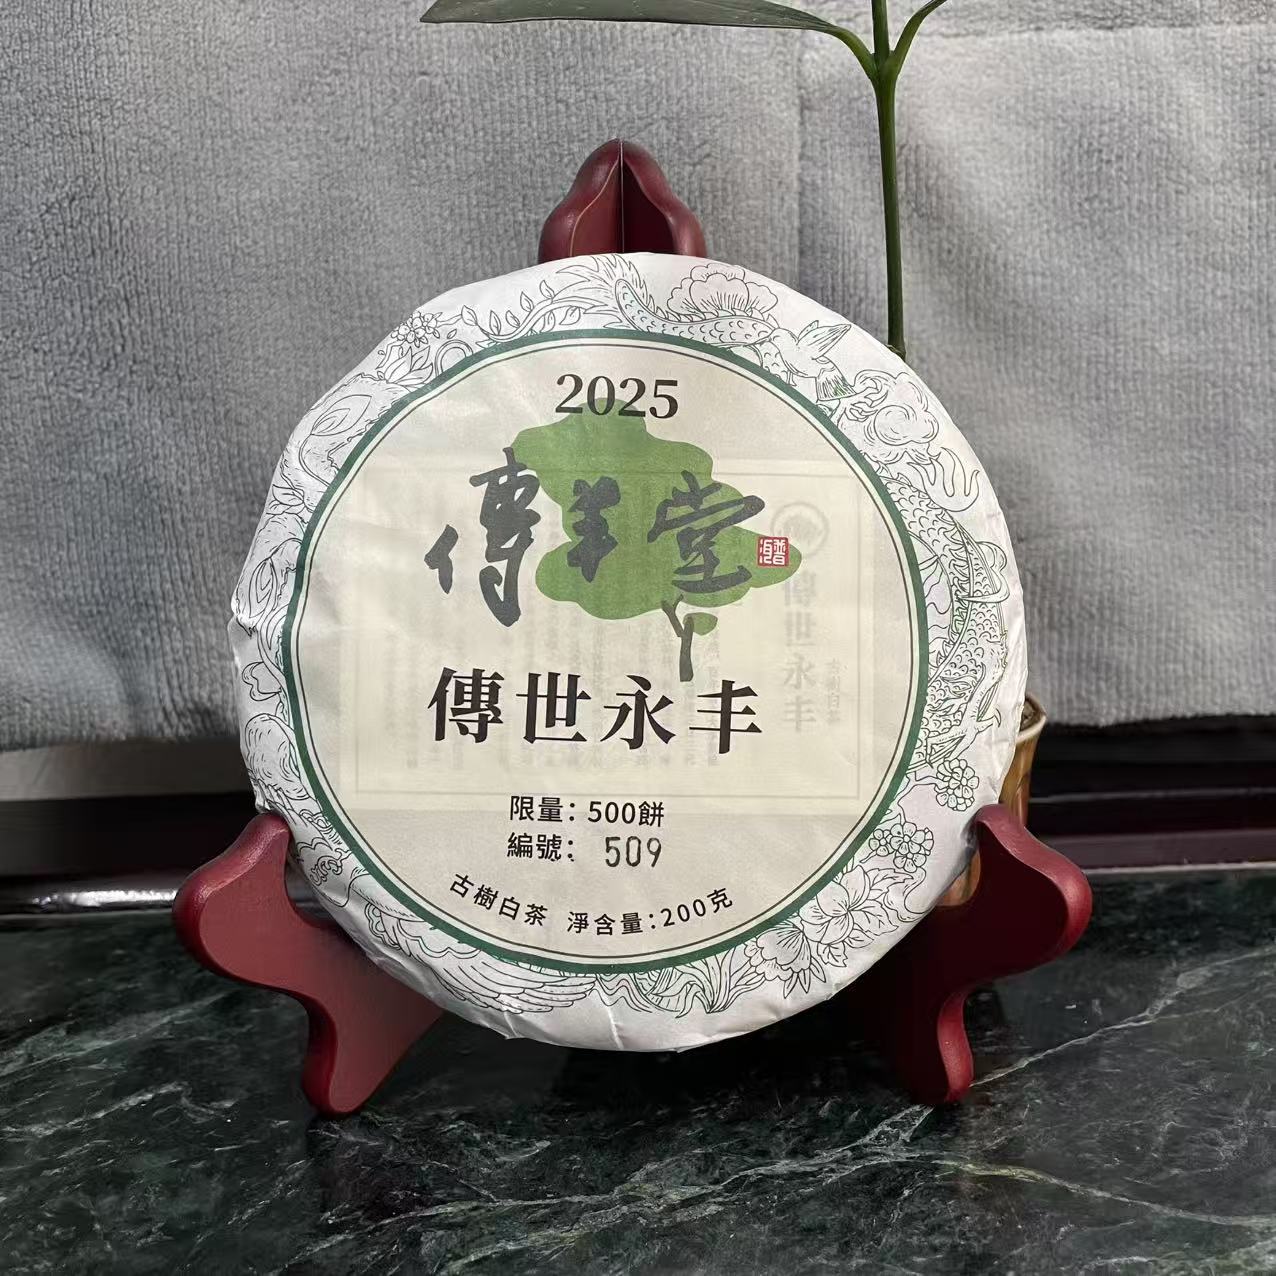 2025
傳羊堂
傳世永丰
限量：500餅
編號： 509
古樹白茶 淨含量：200克